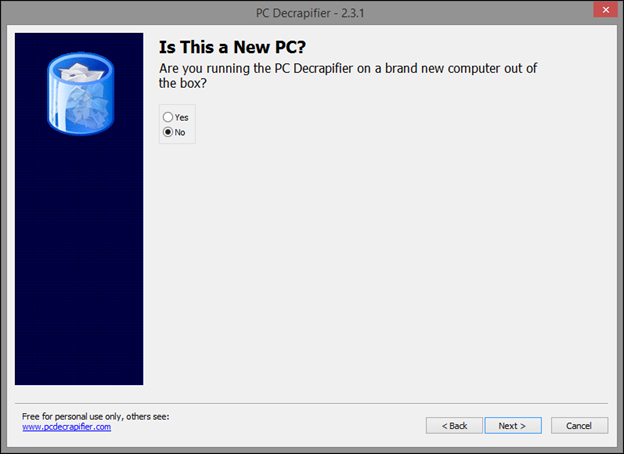 PC Decrapifier - 2.3.1
Is This a New PC?
Are you running the PC Decrapifier on a brand new computer out of
the box?
Yes
No
Free for personal use only, others see:
www.pcdecrapifier.com
< Back Next > Cancel